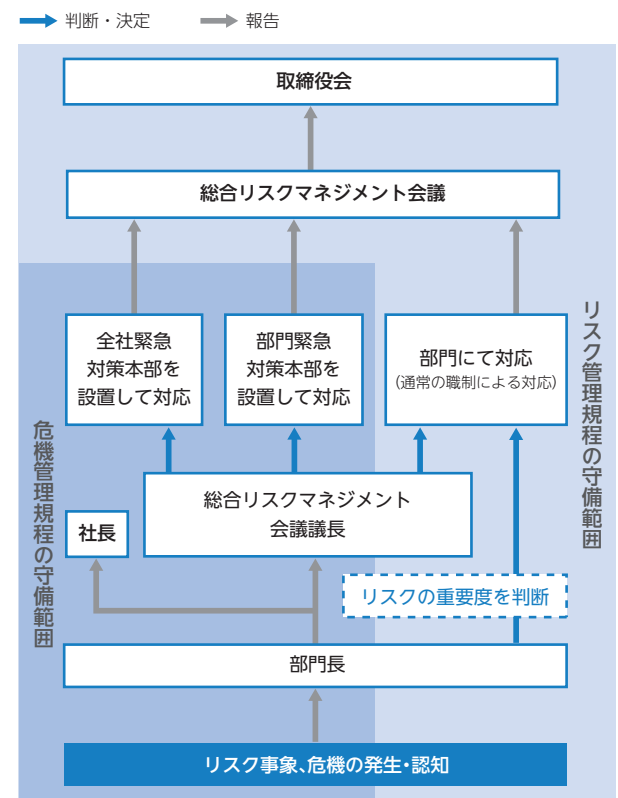 判断・決定
報告
取締役会
総合リスクマネジメント会議
全社緊急
対策本部を
設置して対応
部門緊急
対策本部を
設置して対応
部門にて対応
(通常の職制による対応)
リスク管理規程の守備範囲
危機管理規程の守備範囲
総合リスクマネジメント
会議議長
社長
リスクの重要度を判断
部門長
リスク事象、危機の発生・認知